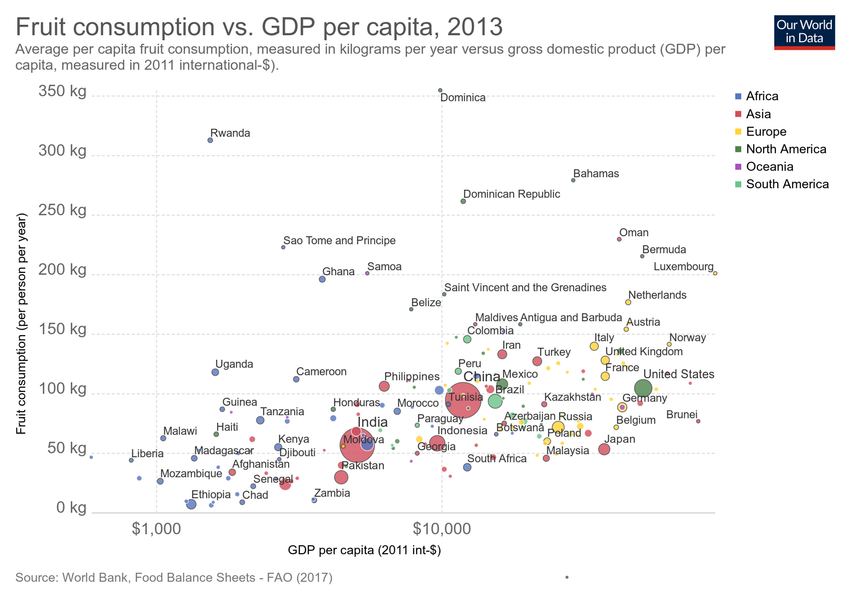 Fruit consumption vs. GDP per capita, 2013
Our World
in Data
Average per capita fruit consumption, measured in kilograms per year versus gross domestic product (GDP) per
capita, measured in 2011 international-$).
350 kg
300 kg
250 kg
200 kg
150 kg
100 kg
50 kg
0 kg
Fruit consumption (per person per year)
Africa
Asia
Europe
North America
Oceania
South America
Dominica
Rwanda
Bahamas
Dominican Republic
Oman
Sao Tome and Principe
Bermuda
Ghana
Samoa
Luxembourg
Saint Vincent and the Grenadines
Netherlands
Belize
Maldives
Antigua and Barbuda
Austria
Colombia
Iran
Italy
Norway
Turkey
United Kingdom
Uganda
Cameroon
Peru
France
Philippines
China
Mexico
United States
Tunisia
Brazil
Guinea
Honduras
Morocco
Kazakhstan
Germany
Tanzania
Haiti
India
Paraguay
Azerbaijan
Russia
Brunei
Malawi
Kenya
Moldova
Indonesia
Botswana
Poland
Belgium
Liberia
Madagascar
Djibouti
Georgia
Japan
Mozambique
Afghanistan
Pakistan
South Africa
Malaysia
Senegal
Ethiopia
Chad
Zambia
$1,000
$10,000
GDP per capita (2011 int-$)
Source: World Bank, Food Balance Sheets - FAO (2017)